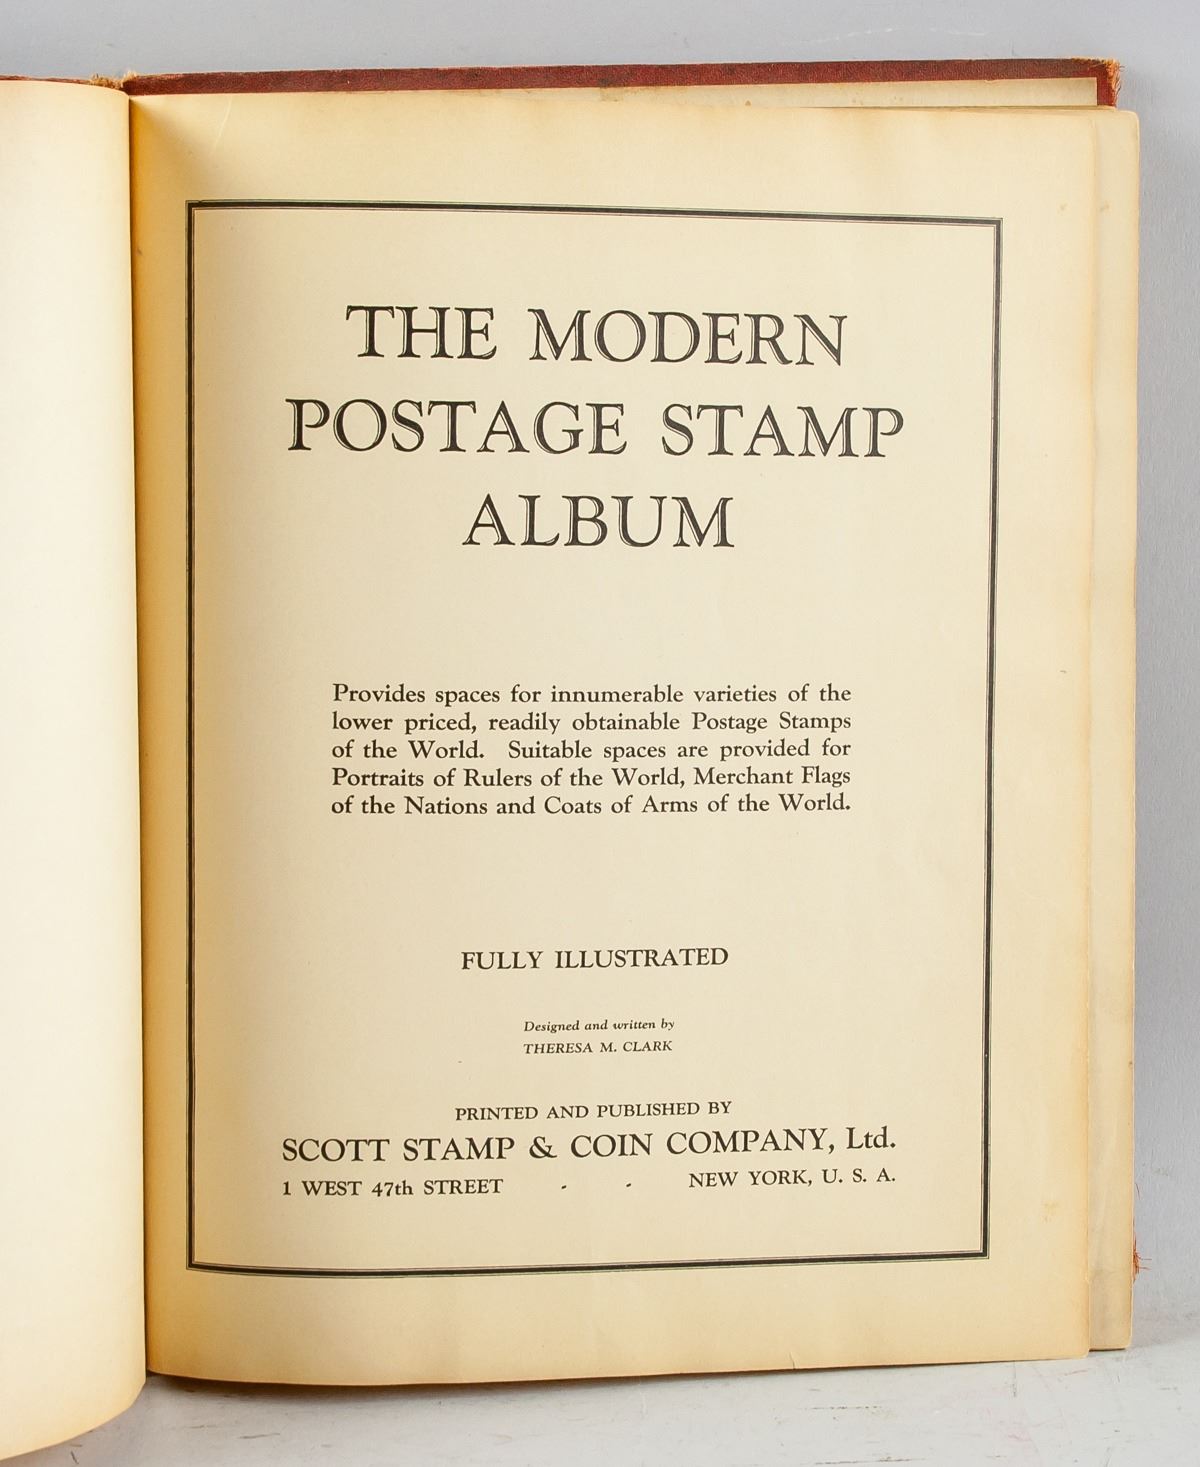 THE MODERN
POSTAGE STAMP
ALBUM
Provides spaces for innumerable varieties of the
lower priced, readily obtainable Postage Stamps
of the World. Suitable spaces are provided for
Portraits of Rulers of the World, Merchant Flags
of the Nations and Coats of Arms of the World.
FULLY ILLUSTRATED
Designed and written by
THERESA M. CLARK
PRINTED AND PUBLISHED BY
SCOTT STAMP & COIN COMPANY, Ltd.
1 WEST 47th STREET - - NEW YORK, U. S. A.